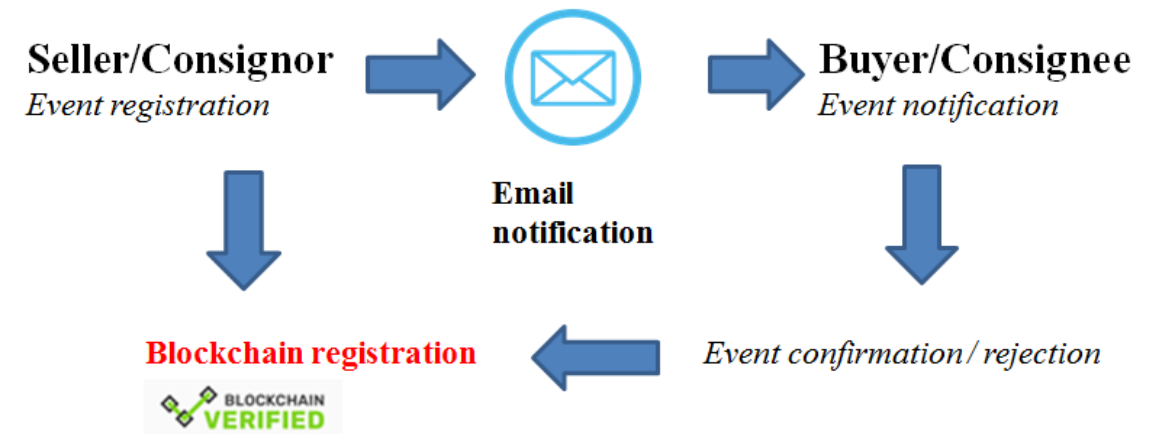 Seller/Consignor
Event registration
Buyer/Consignee
Event notification
Email
notification
Blockchain registration
Event confirmation/ rejection
BLOCKCHAIN
VERIFIED